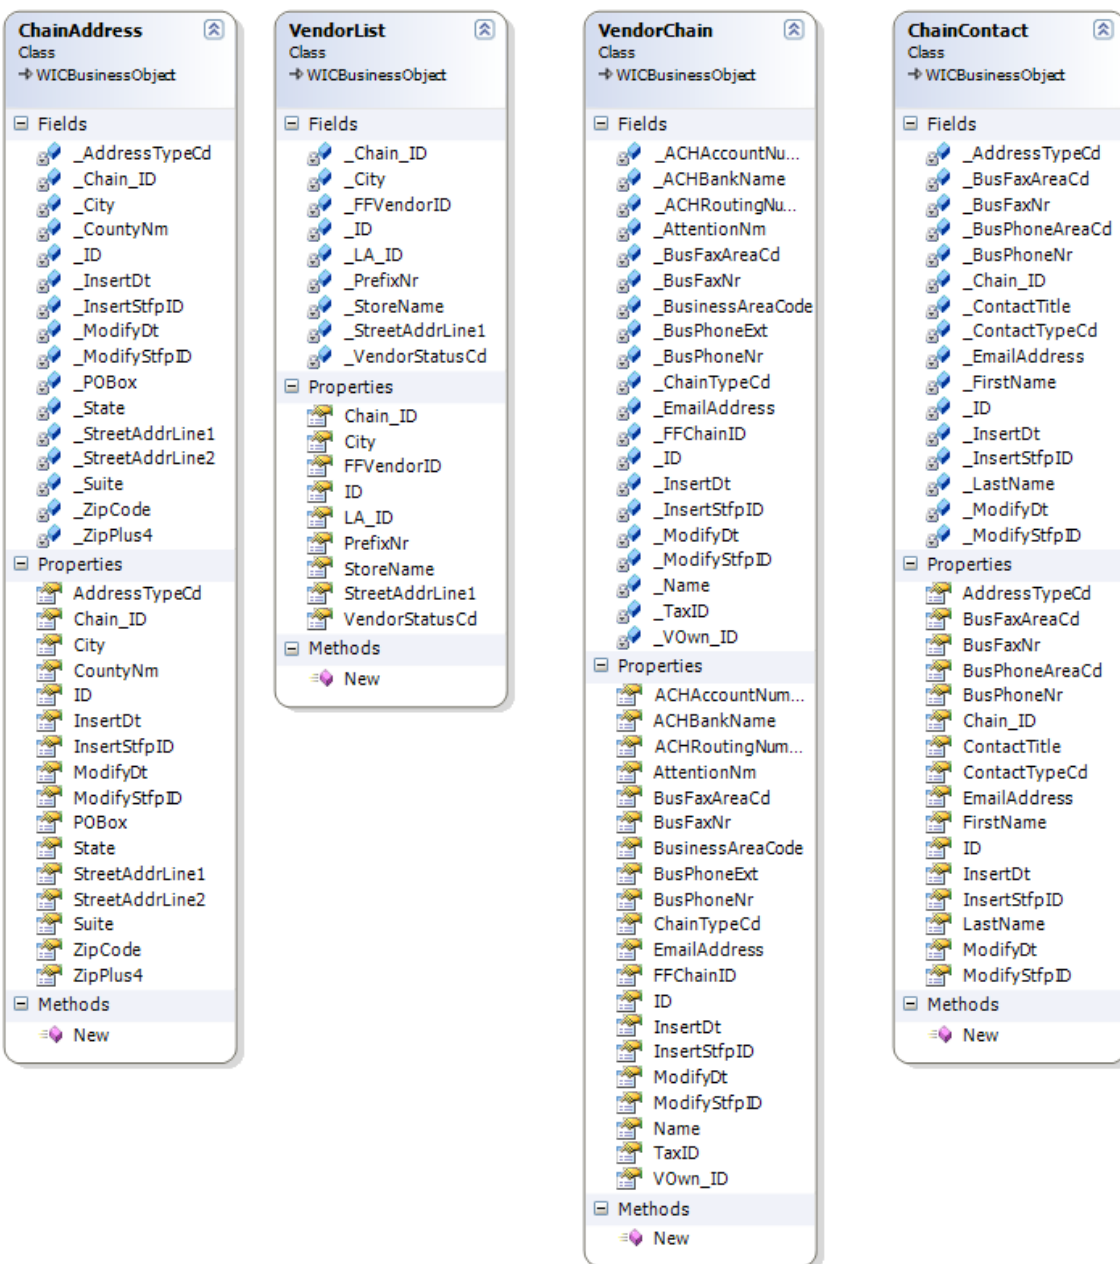 ChainAddress
Class
WICBusinessObject
Fields
_AddressTypeCd
_Chain_ID
_City
_CountyNm
_ID
_InsertDt
_InsertStfpID
_ModifyDt
_ModifyStfpID
_POBox
_State
_StreetAddrLine1
_StreetAddrLine2
_Suite
_ZipCode
_ZipPlus4
Properties
AddressTypeCd
Chain_ID
City
CountyNm
ID
InsertDt
InsertStfpID
ModifyDt
ModifyStfpID
POBox
State
StreetAddrLine1
StreetAddrLine2
Suite
ZipCode
ZipPlus4
Methods
New
VendorList
Class
WICBusinessObject
Fields
_Chain_ID
_City
_FFVendorID
_ID
_LA_ID
_PrefixNr
_StoreName
_StreetAddrLine1
_VendorStatusCd
Properties
Chain_ID
City
FFVendorID
ID
LA_ID
PrefixNr
StoreName
StreetAddrLine1
VendorStatusCd
Methods
New
VendorChain
Class
WICBusinessObject
Fields
_ACHAccountNu...
_ACHBankName
_ACHRoutingNu...
_AttentionNm
_BusFaxAreaCd
_BusFaxNr
_BusinessAreaCode
_BusPhoneExt
_BusPhoneNr
_ChainTypeCd
_EmailAddress
_FFChainID
_ID
_InsertDt
_InsertStfpID
_ModifyDt
_ModifyStfpID
_Name
_TaxID
_VOwn_ID
Properties
ACHAccountNum...
ACHBankName
ACHRoutingNum...
AttentionNm
BusFaxAreaCd
BusFaxNr
BusinessAreaCode
BusPhoneExt
BusPhoneNr
ChainTypeCd
EmailAddress
FFChainID
ID
InsertDt
InsertStfpID
ModifyDt
ModifyStfpID
Name
TaxID
VOwn_ID
Methods
New
ChainContact
Class
WICBusinessObject
Fields
_AddressTypeCd
_BusFaxAreaCd
_BusFaxNr
_BusPhoneAreaCd
_BusPhoneNr
_Chain_ID
_ContactTitle
_ContactTypeCd
_EmailAddress
_FirstName
_ID
_InsertDt
_InsertStfpID
_LastName
_ModifyDt
_ModifyStfpID
Properties
AddressTypeCd
BusFaxAreaCd
BusFaxNr
BusPhoneAreaCd
BusPhoneNr
Chain_ID
ContactTitle
ContactTypeCd
EmailAddress
FirstName
ID
InsertDt
InsertStfpID
LastName
ModifyDt
ModifyStfpID
Methods
New